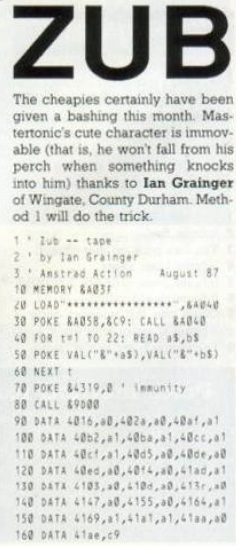 ZUB
The cheapies certainly have been
given a bashing this month. Mas-
tertonic's cute character is immov-
able (that is, he won't fall from his
perch when something knocks
into him) thanks to Ian Grainger
of Wingate, County Durham. Meth-
od 1 will do the trick.
1 ' Zub -- tape
2 ' by Ian Grainger
3 ' Amstrad Action August 87
10 MEMORY &A03F
20 LOAD"****************",&A040
30 POKE &A058,&C9: CALL &A040
40 FOR t=1 TO 22: READ a$,b$
50 POKE VAL("&"+a$),VAL("&"+b$)
60 NEXT t
70 POKE &4319,0 ' immunity
80 CALL &9D00
90 DATA 4016,a0,402a,a0,40af,a1
100 DATA 40b2,a1,40ba,a1,40cc,a1
110 DATA 40cf,a1,40d5,a0,40de,a0
120 DATA 40ed,a0,40f4,a0,41ad,a1
130 DATA 4103,a0,410d,a0,413f,a0
140 DATA 4147,a0,4155,a0,4164,a1
150 DATA 4169,a1,41a1,a1,41aa,a0
160 DATA 41ae,c9